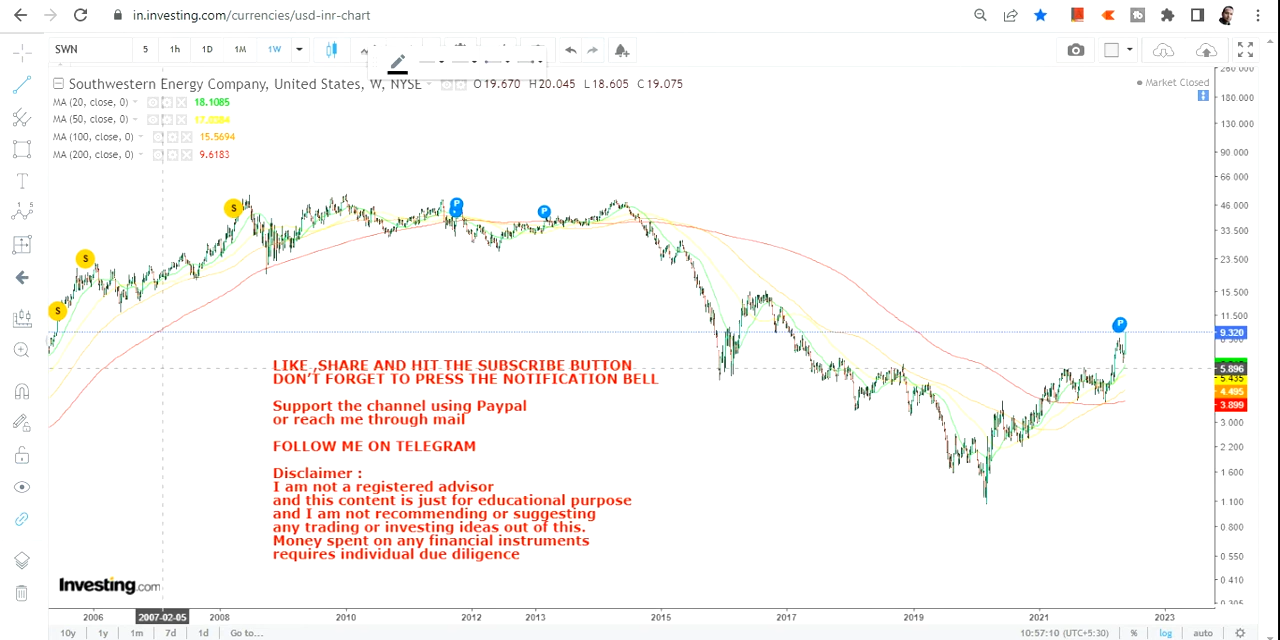 in.investing.com/currencies/usd-inr-chart
SWN 5 1h 1D 1M 1W
Southwestern Energy Company, United States, W, NYSE O19.670 H20.045 L18.605 C19.075
Market Closed
MA (20, close, 0) 18.1085
MA (50, close, 0)
MA (100, close, 0) 15.5694
MA (200, close, 0) 9.6183
260.000
180.000
130.000
90.000
66.000
46.000
33.500
23.500
15.500
11.500
9.320
5.896
5.435
4.495
3.899
3.000
2.200
1.600
1.100
0.800
0.550
0.410
0.305
S
S
S
P
P
P
LIKE ,SHARE AND HIT THE SUBSCRIBE BUTTON
DON'T FORGET TO PRESS THE NOTIFICATION BELL
Support the channel using Paypal
or reach me through mail
FOLLOW ME ON TELEGRAM
Disclaimer :
I am not a registered advisor
and this content is just for educational purpose
and I am not recommending or suggesting
any trading or investing ideas out of this.
Money spent on any financial instruments
requires individual due diligence
Investing.com
2006 2007-02-05 2008 2010 2012 2013 2015 2017 2019 2021 2023
10y 1y 1m 7d 1d Go to... 10:57:10 (UTC+5:30) % log auto